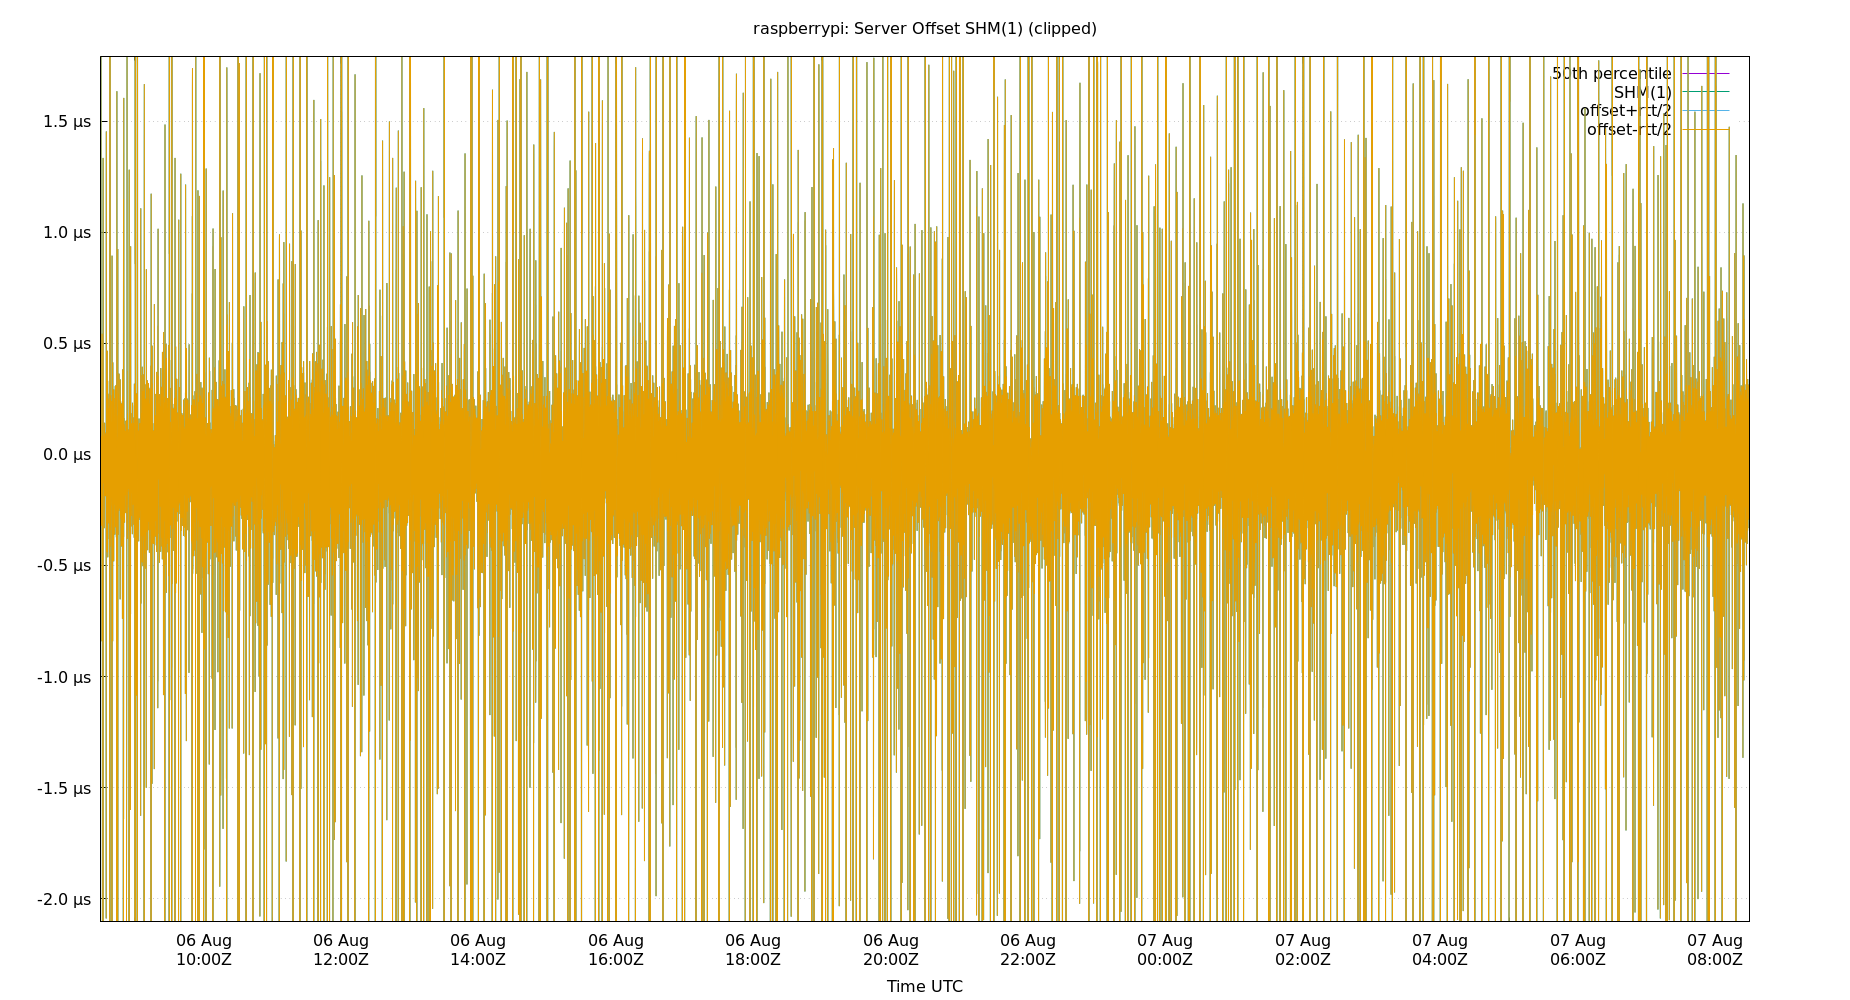 raspberrypi: Server Offset SHM(1) (clipped)
50th percentile
SHM(1)
offset+rtt/2
offset-rtt/2
1.5 µs
1.0 µs
0.5 µs
0.0 µs
-0.5 µs
-1.0 µs
-1.5 µs
-2.0 µs
06 Aug 06 Aug 06 Aug 06 Aug 06 Aug 06 Aug 06 Aug 07 Aug 07 Aug 07 Aug 07 Aug 07 Aug
10:00Z 12:00Z 14:00Z 16:00Z 18:00Z 20:00Z 22:00Z 00:00Z 02:00Z 04:00Z 06:00Z 08:00Z
Time UTC